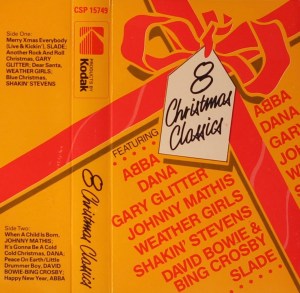 CSP 15749
Side One:
Merry Xmas Everybody
(Live & Kickin'), SLADE;
Another Rock And Roll
Christmas, GARY
GLITTER; Dear Santa,
WEATHER GIRLS;
Blue Christmas,
SHAKIN' STEVENS
Side Two:
When A Child Is Born,
JOHNNY MATHIS;
It's Gonna Be A Cold
Cold Christmas, DANA;
Peace On Earth/Little
Drummer Boy, DAVID
BOWIE-BING CROSBY;
Happy New Year, ABBA
Kodak
8 Christmas Classics
8
Christmas
Classics
FEATURING
ABBA
DANA
GARY GLITTER
JOHNNY MATHIS
WEATHER GIRLS
SHAKIN' STEVENS
DAVID BOWIE &
BING CROSBY
SLADE
ABBA
DANA